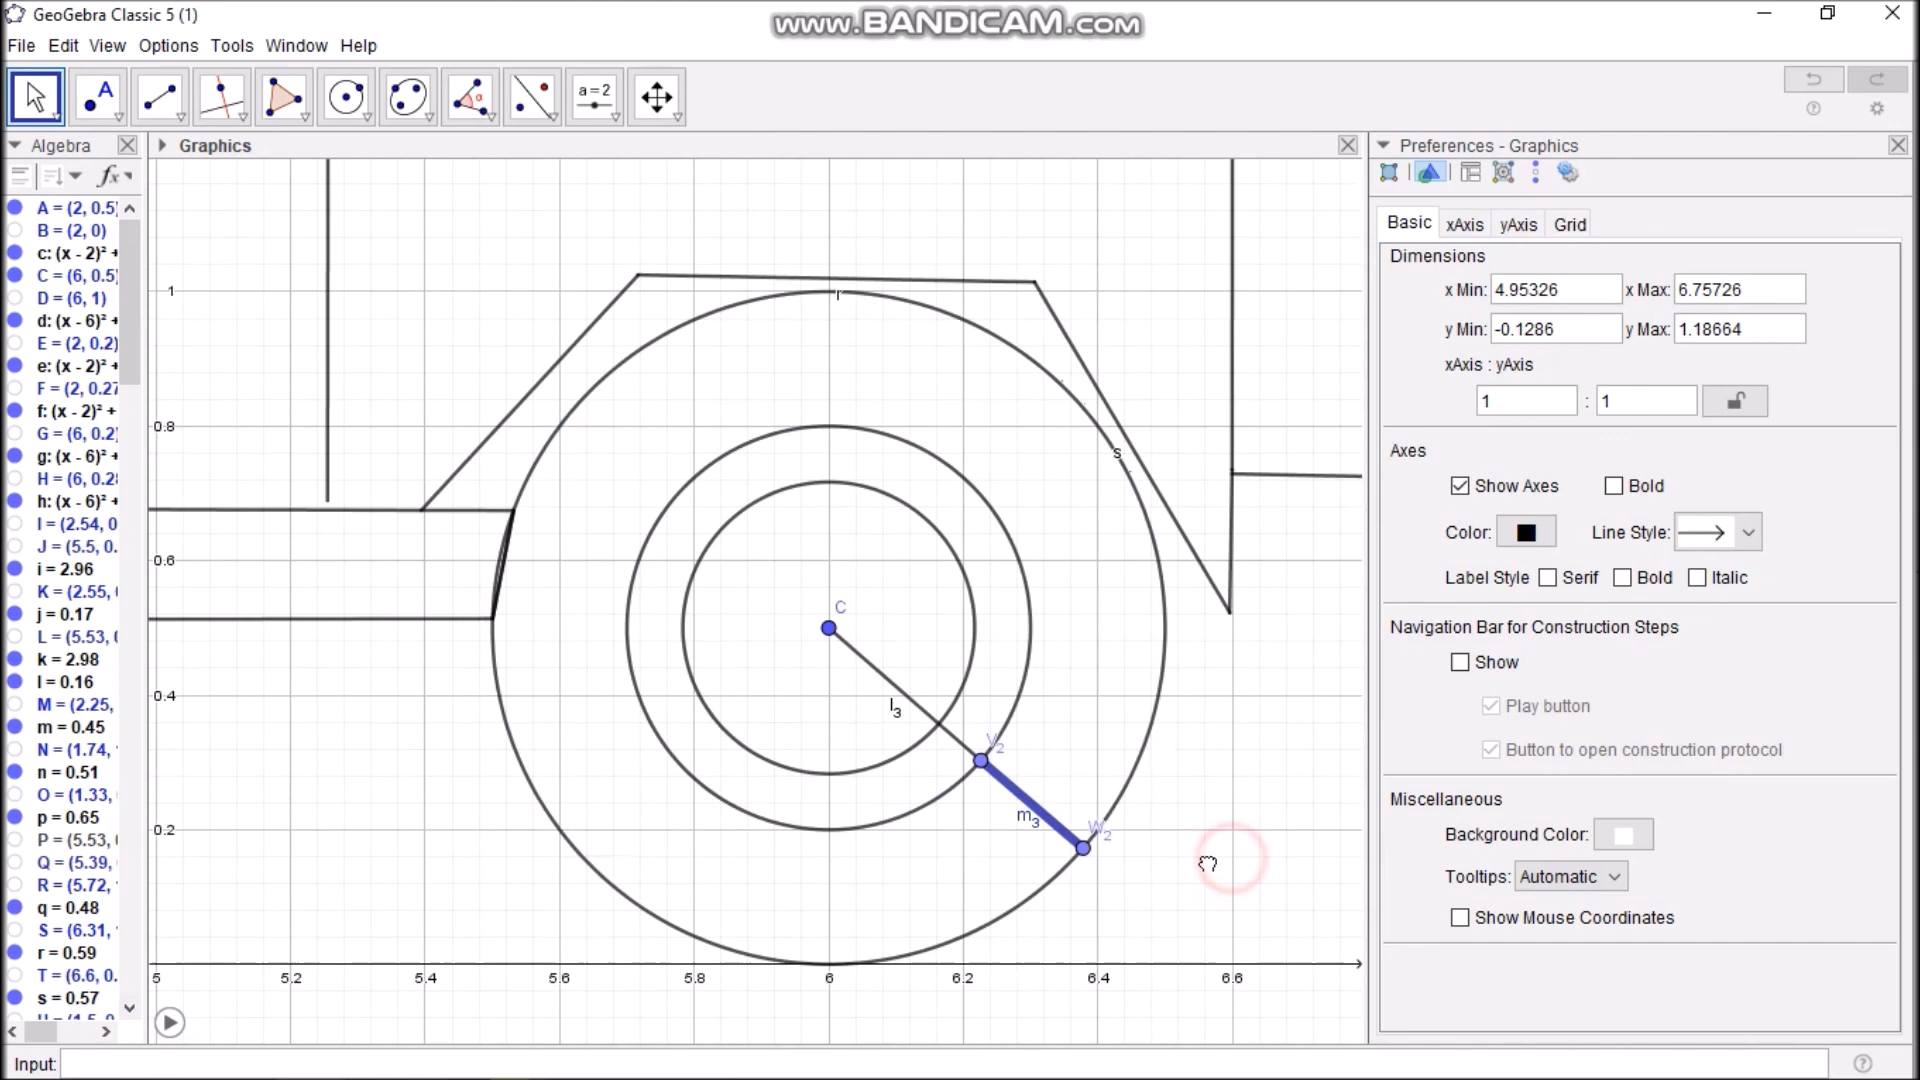 GeoGebra Classic 5 (1)
www.BANDICAM.com
File Edit View Options Tools Window Help
A
α
a = 2
Algebra
Graphics
Preferences - Graphics
fx
A = (2, 0.5)
B = (2, 0)
c: (x - 2)² +
C = (6, 0.5)
D = (6, 1)
d: (x - 6)² +
E = (2, 0.2)
e: (x - 2)² +
F = (2, 0.27
f: (x - 2)² +
G = (6, 0.2)
g: (x - 6)² +
H = (6, 0.28
h: (x - 6)² +
I = (2.54, 0
J = (5.5, 0.
i = 2.96
K = (2.55, 
j = 0.17
L = (5.53, 0
k = 2.98
l = 0.16
M = (2.25,
m = 0.45
N = (1.74, 
n = 0.51
O = (1.33,
p = 0.65
P = (5.53, 
Q = (5.39,
R = (5.72, 
q = 0.48
S = (6.31, 
r = 0.59
T = (6.6, 0.
s = 0.57
1
0.8
0.6
0.4
0.2
r
s
C
l3
V2
m3
W2
5 5.2 5.4 5.6 5.8 6 6.2 6.4 6.6
Basic xAxis yAxis Grid
Dimensions
x Min: 4.95326 x Max: 6.75726
y Min: -0.1286 y Max: 1.18664
xAxis : yAxis
1 : 1
Axes
Show Axes Bold
Color: Line Style:
Label Style Serif Bold Italic
Navigation Bar for Construction Steps
Show
Play button
Button to open construction protocol
Miscellaneous
Background Color:
Tooltips: Automatic
Show Mouse Coordinates
Input: